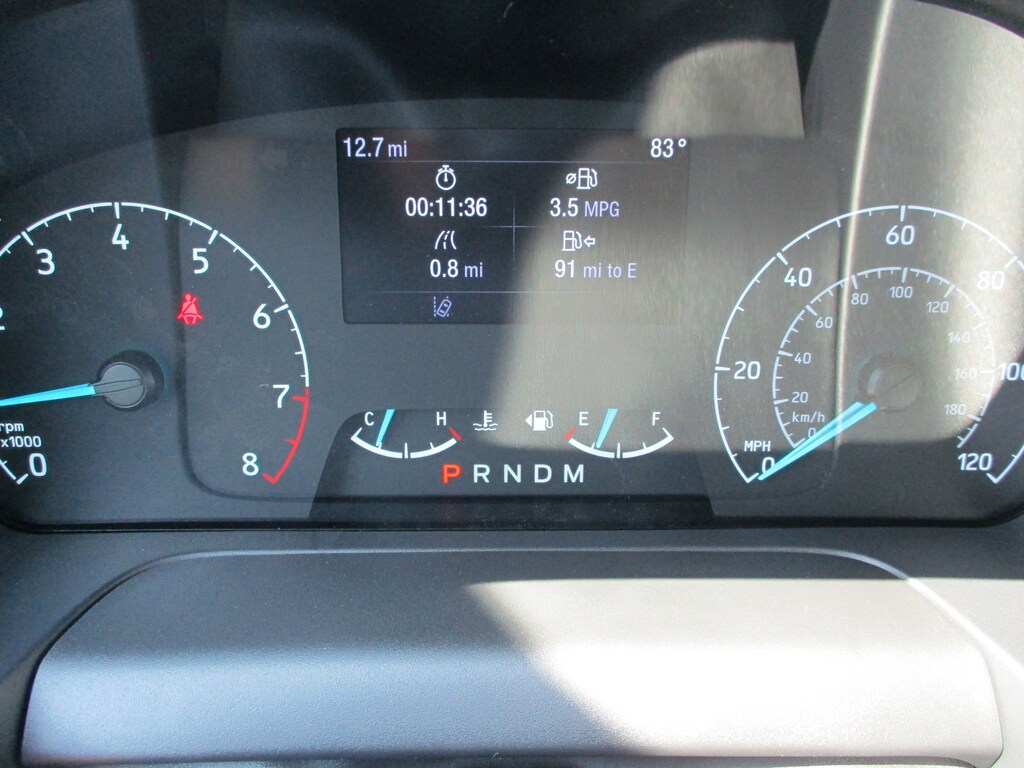 12.7 mi 83°
00:11:36 3.5 MPG
0.8 mi 91 mi to E
2 3 4 5 6 7 8
rpm
x1000
0
C H E F
P R N D M
0 20 40 60 80 100 120
MPH
0 20 40 60 80 100 120 140 160 180
km/h